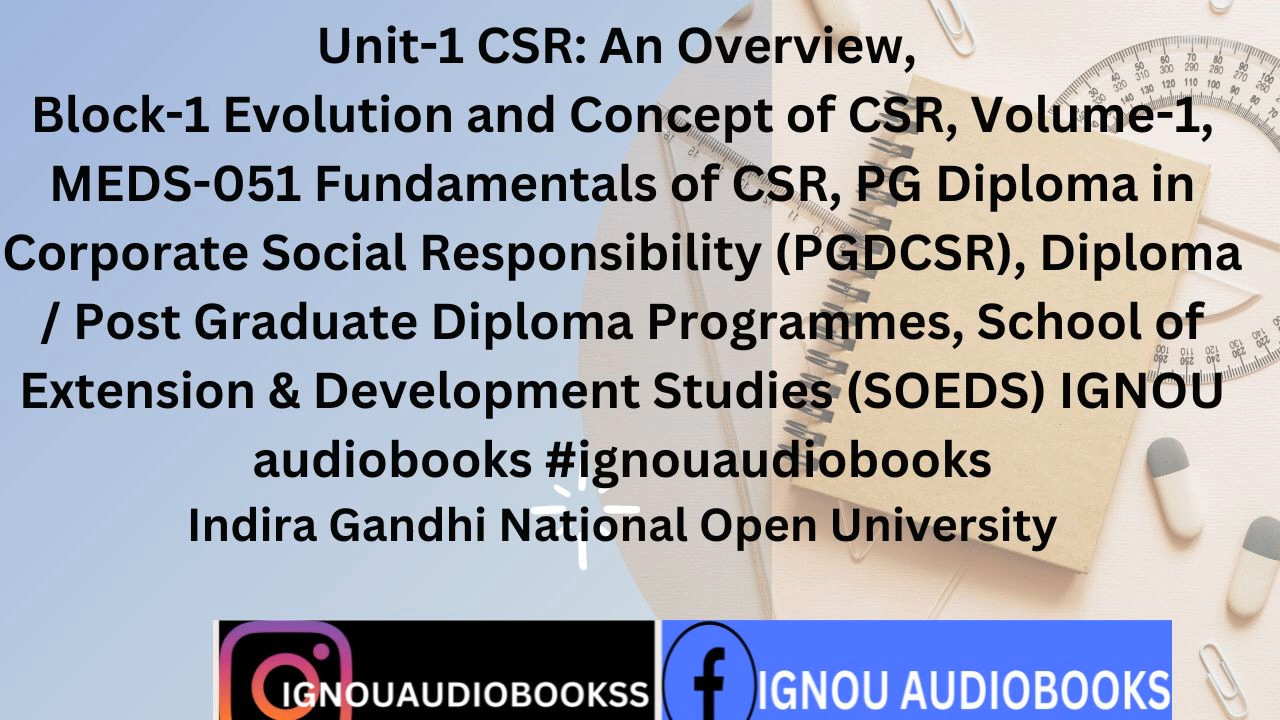 Unit-1 CSR: An Overview,
Block-1 Evolution and Concept of CSR, Volume-1,
MEDS-051 Fundamentals of CSR, PG Diploma in
Corporate Social Responsibility (PGDCSR), Diploma
/ Post Graduate Diploma Programmes, School of
Extension & Development Studies (SOEDS) IGNOU
audiobooks #ignouaudiobooks
Indira Gandhi National Open University
IGNOUAUDIOBOOKSS
IGNOU AUDIOBOOKS